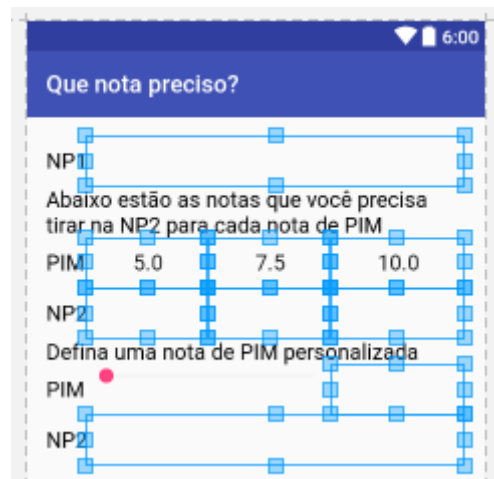 6:00
Que nota preciso?
NP1
Abaixo estão as notas que você precisa
tirar na NP2 para cada nota de PIM
PIM 5.0 7.5 10.0
NP2
Defina uma nota de PIM personalizada
PIM
NP2